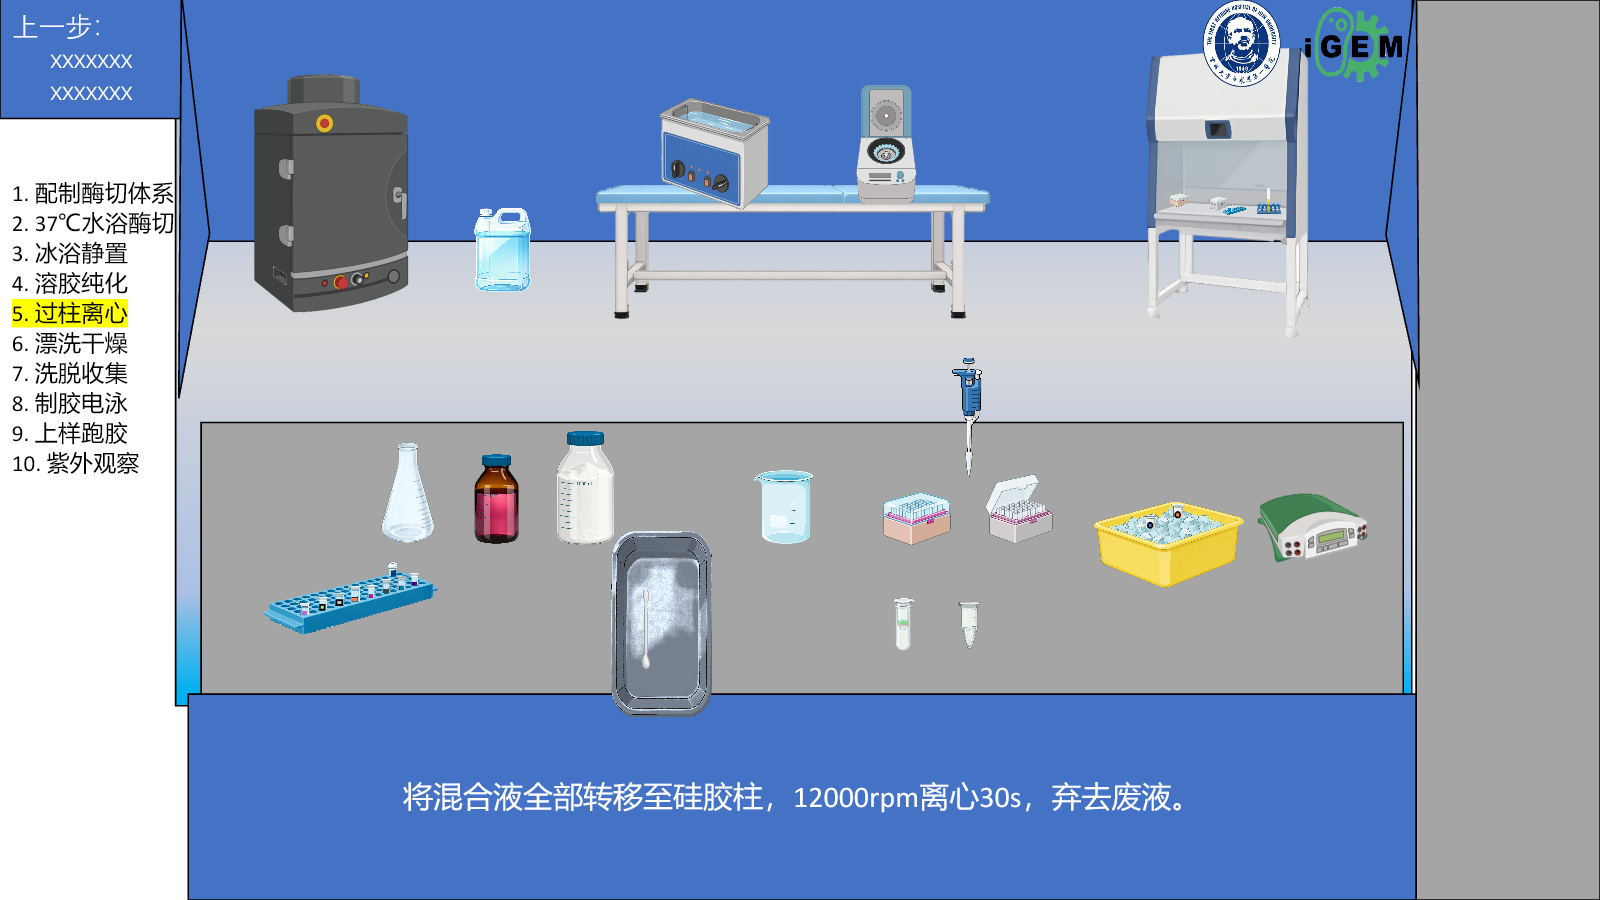 上一步：
XXXXXXX
XXXXXXX
1. 配制酶切体系
2. 37℃水浴酶切
3. 冰浴静置
4. 溶胶纯化
5. 过柱离心
6. 漂洗干燥
7. 洗脱收集
8. 制胶电泳
9. 上样跑胶
10. 紫外观察
iGEM
1949
将混合液全部转移至硅胶柱，12000rpm离心30s，弃去废液。